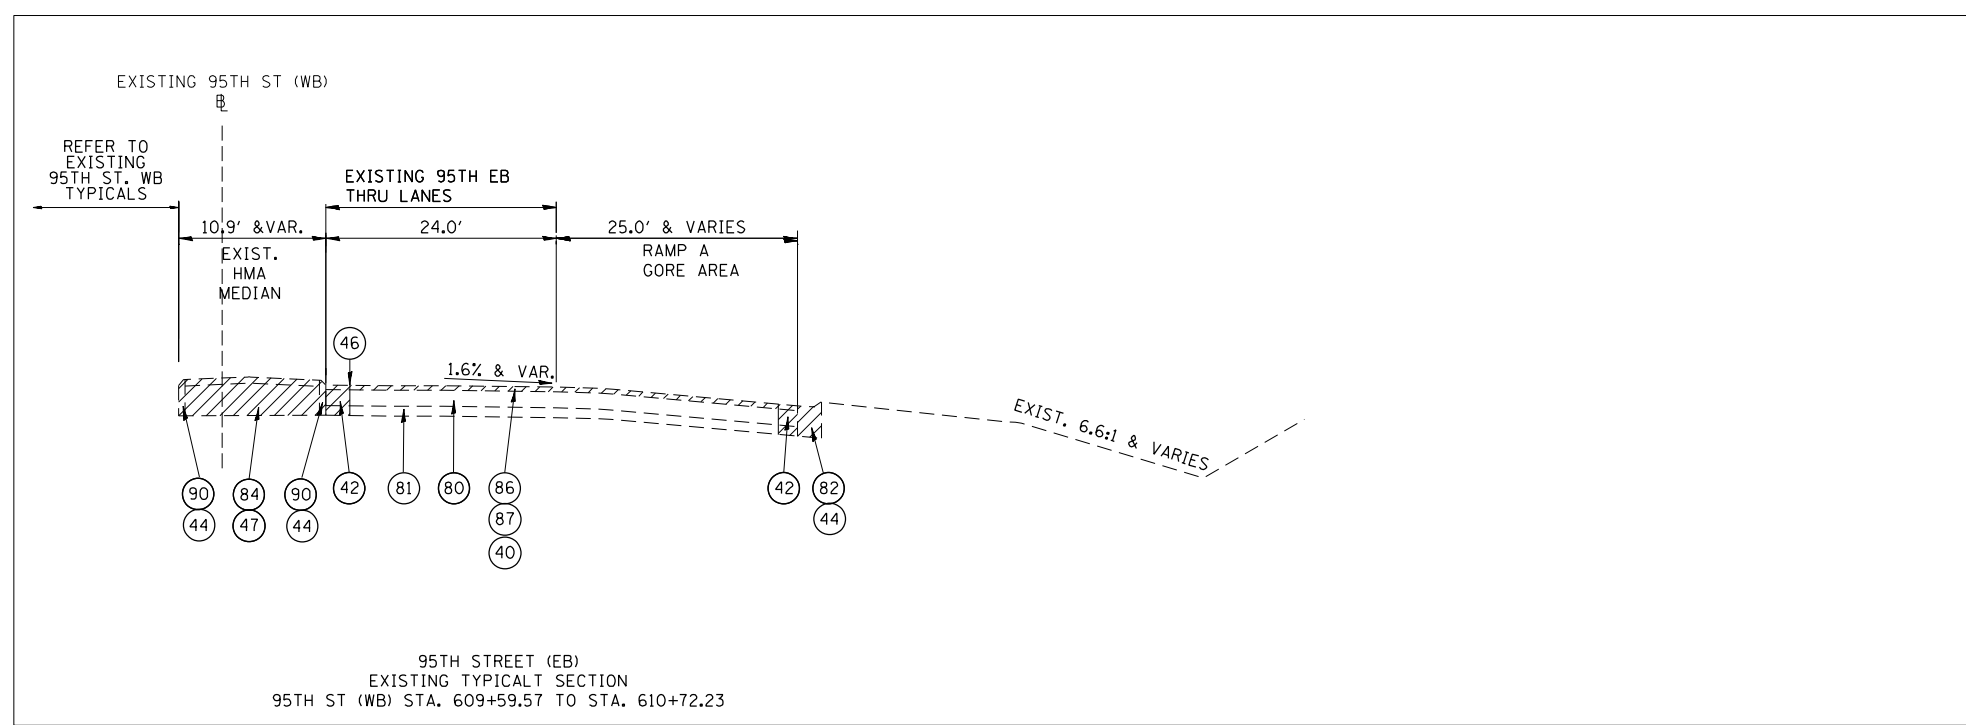 EXISTING 95TH ST (WB)
BL
REFER TO
EXISTING
95TH ST. WB
TYPICALS
EXISTING 95TH EB
THRU LANES
10.9' &VAR.
24.0'
25.0' & VARIES
EXIST.
HMA
MEDIAN
RAMP A
GORE AREA
46
1.6% & VAR.
EXIST. 6.6:1 & VARIES
90
84
90
42
81
80
86
42
82
44
47
44
87
44
40
95TH STREET (EB)
EXISTING TYPICALT SECTION
95TH ST (WB) STA. 609+59.57 TO STA. 610+72.23